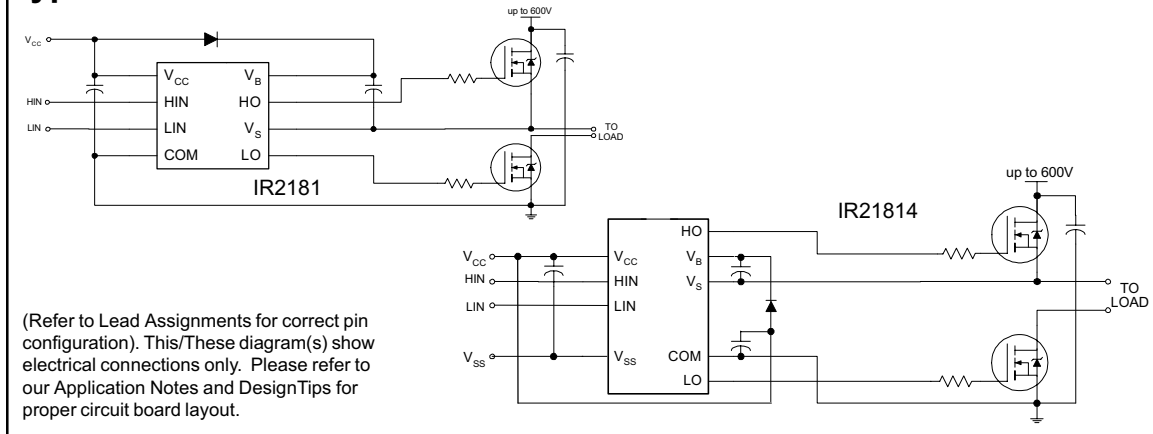 up to 600V
VCC
VCC
VB
HIN
HIN
HO
LIN
LIN
VS
TO
LOAD
COM
LO
IR2181
up to 600V
IR21814
HO
VCC
VCC
VB
HIN
HIN
VS
TO
LOAD
LIN
LIN
VSS
VSS
COM
LO
(Refer to Lead Assignments for correct pin
configuration). This/These diagram(s) show
electrical connections only. Please refer to
our Application Notes and DesignTips for
proper circuit board layout.